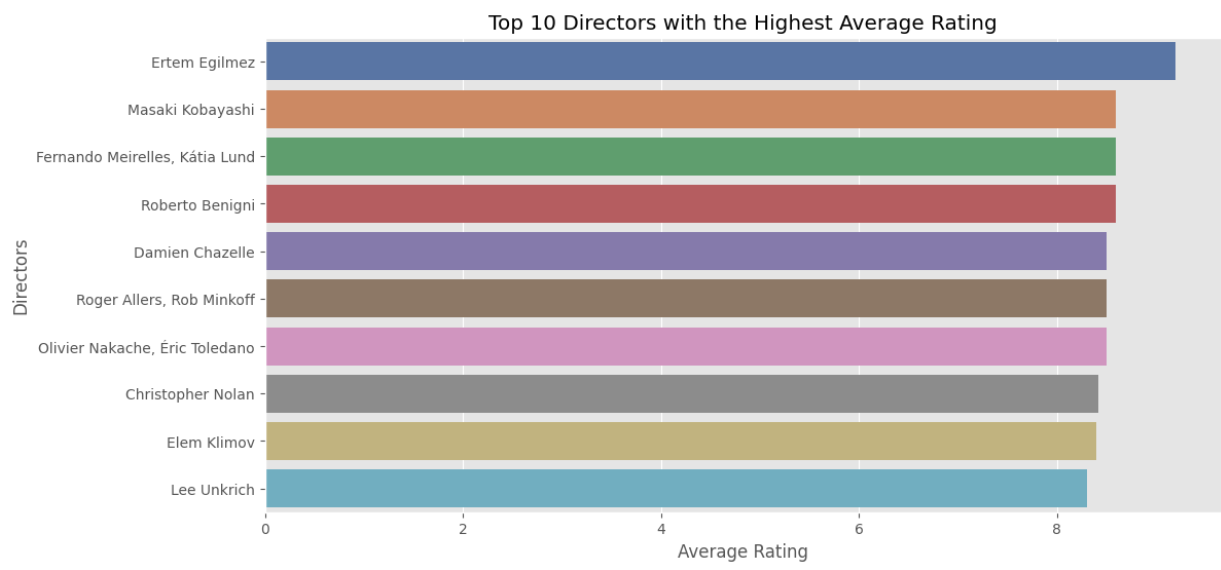 Top 10 Directors with the Highest Average Rating
Directors
Ertem Egilmez
Masaki Kobayashi
Fernando Meirelles, Kátia Lund
Roberto Benigni
Damien Chazelle
Roger Allers, Rob Minkoff
Olivier Nakache, Éric Toledano
Christopher Nolan
Elem Klimov
Lee Unkrich
0 2 4 6 8
Average Rating